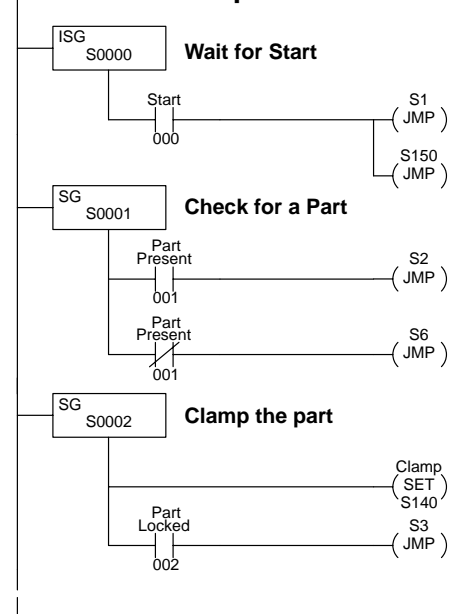 ISG
S0000
Wait for Start
Start
000
S1
JMP
S150
JMP
SG
S0001
Check for a Part
Part
Present
001
S2
JMP
Part
Present
001
S6
JMP
SG
S0002
Clamp the part
Clamp
SET
S140
Part
Locked
002
S3
JMP